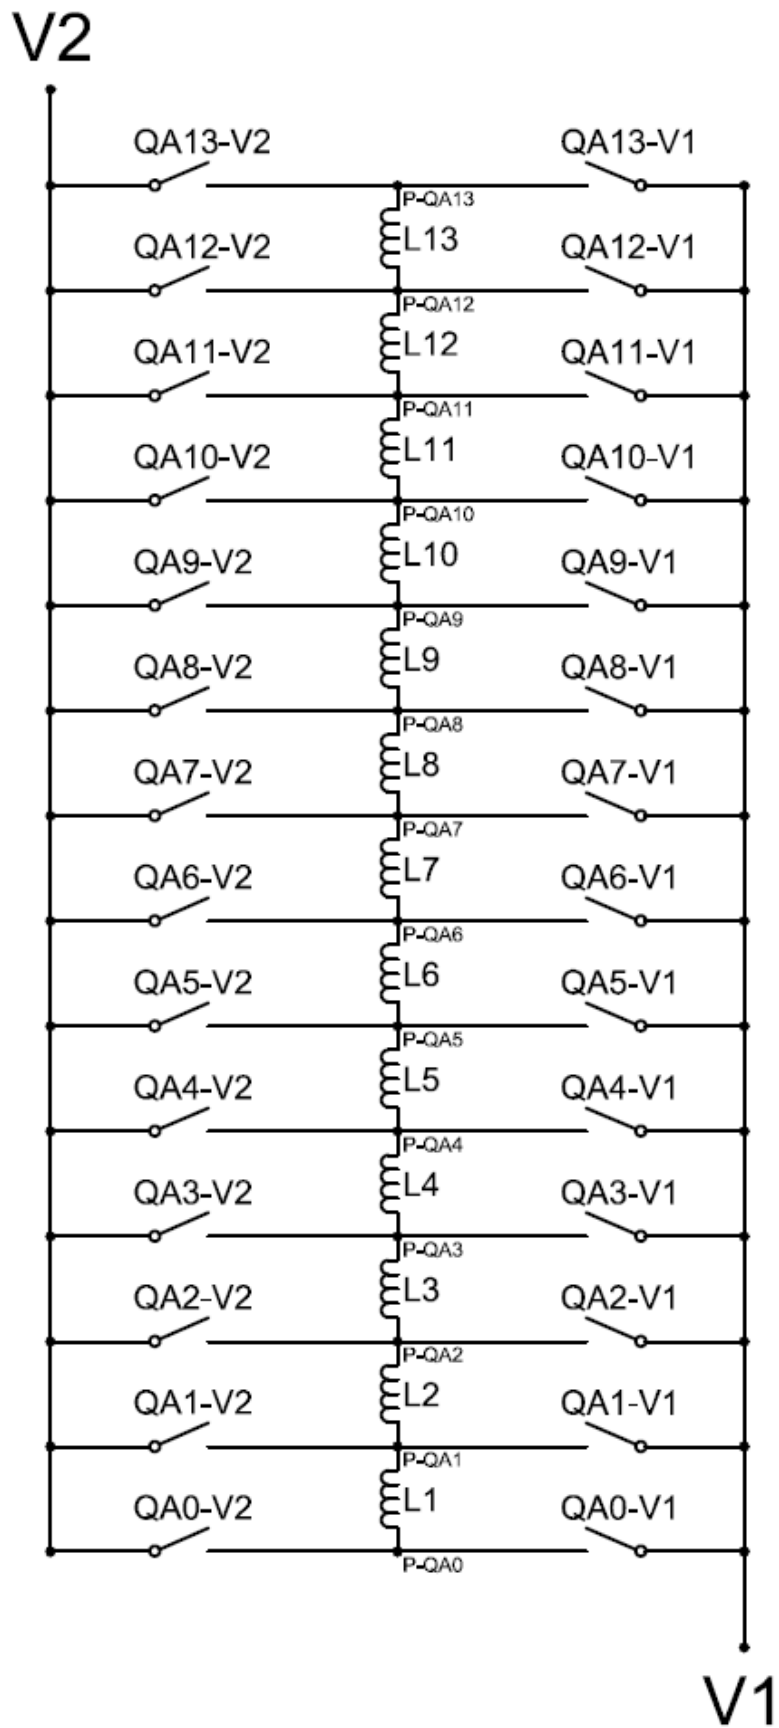 V2
QA13-V2 QA13-V1
P-QA13
L13
QA12-V2 QA12-V1
P-QA12
L12
QA11-V2 QA11-V1
P-QA11
L11
QA10-V2 QA10-V1
P-QA10
L10
QA9-V2 QA9-V1
P-QA9
L9
QA8-V2 QA8-V1
P-QA8
L8
QA7-V2 QA7-V1
P-QA7
L7
QA6-V2 QA6-V1
P-QA6
L6
QA5-V2 QA5-V1
P-QA5
L5
QA4-V2 QA4-V1
P-QA4
L4
QA3-V2 QA3-V1
P-QA3
L3
QA2-V2 QA2-V1
P-QA2
L2
QA1-V2 QA1-V1
P-QA1
L1
QA0-V2 QA0-V1
P-QA0
V1